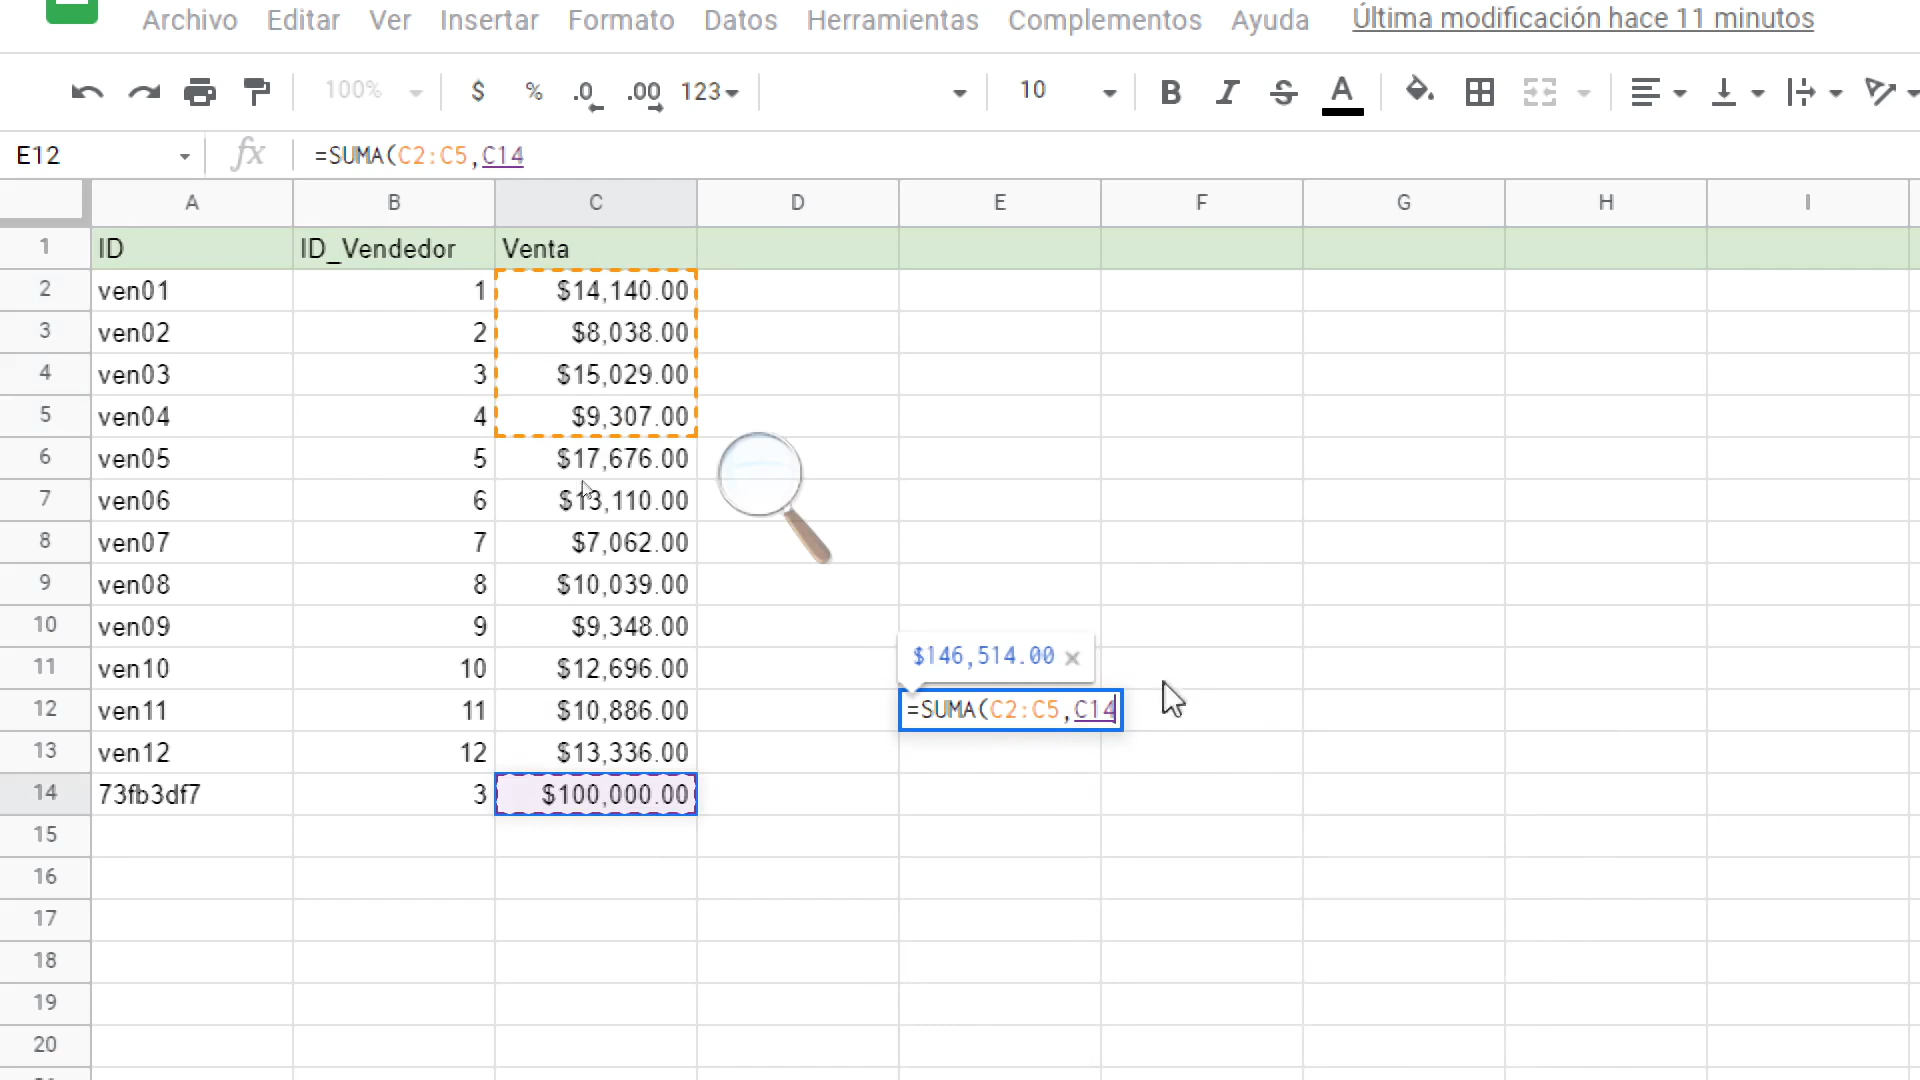 Archivo Editar Ver Insertar Formato Datos Herramientas Complementos Ayuda Última modificación hace 11 minutos
100% $ % .0 .00 123 10 B I S A
E12 fx =SUMA(C2:C5,C14
A B C D E F G H I
1 ID ID_Vendedor Venta
2 ven01 1 $14,140.00
3 ven02 2 $8,038.00
4 ven03 3 $15,029.00
5 ven04 4 $9,307.00
6 ven05 5 $17,676.00
7 ven06 6 $13,110.00
8 ven07 7 $7,062.00
9 ven08 8 $10,039.00
10 ven09 9 $9,348.00
11 ven10 10 $12,696.00 $146,514.00 ×
12 ven11 11 $10,886.00 =SUMA(C2:C5,C14
13 ven12 12 $13,336.00
14 73fb3df7 3 $100,000.00
15
16
17
18
19
20